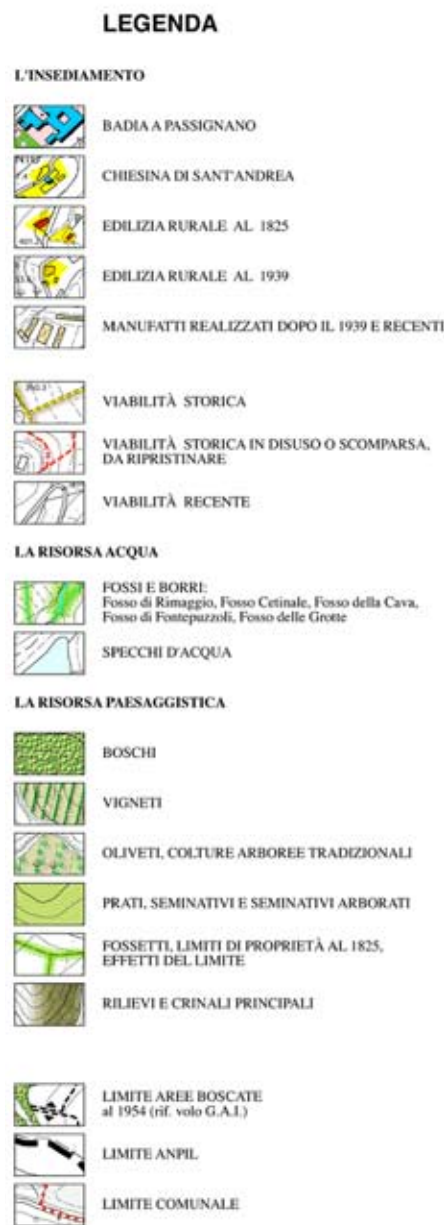 LEGENDA
L'INSEDIAMENTO
BADIA A PASSIGNANO
CHIESINA DI SANT'ANDREA
EDILIZIA RURALE AL 1825
EDILIZIA RURALE AL 1939
MANUFATTI REALIZZATI DOPO IL 1939 E RECENTI
VIABILITÀ STORICA
VIABILITÀ STORICA IN DISUSO O SCOMPARSA,
DA RIPRISTINARE
VIABILITÀ RECENTE
LA RISORSA ACQUA
FOSSI E BORRI:
Fosso di Rimaggio, Fosso Cetinale, Fosso della Cava,
Fosso di Fontepuzzoli, Fosso delle Grotte
SPECCHI D'ACQUA
LA RISORSA PAESAGGISTICA
BOSCHI
VIGNETI
OLIVETI, COLTURE ARBOREE TRADIZIONALI
PRATI, SEMINATIVI E SEMINATIVI ARBORATI
FOSSETTI, LIMITI DI PROPRIETÀ AL 1825,
EFFETTI DEL LIMITE
RILIEVI E CRINALI PRINCIPALI
LIMITE AREE BOSCATE
al 1954 (rif. volo G.A.I.)
LIMITE ANPIL
LIMITE COMUNALE